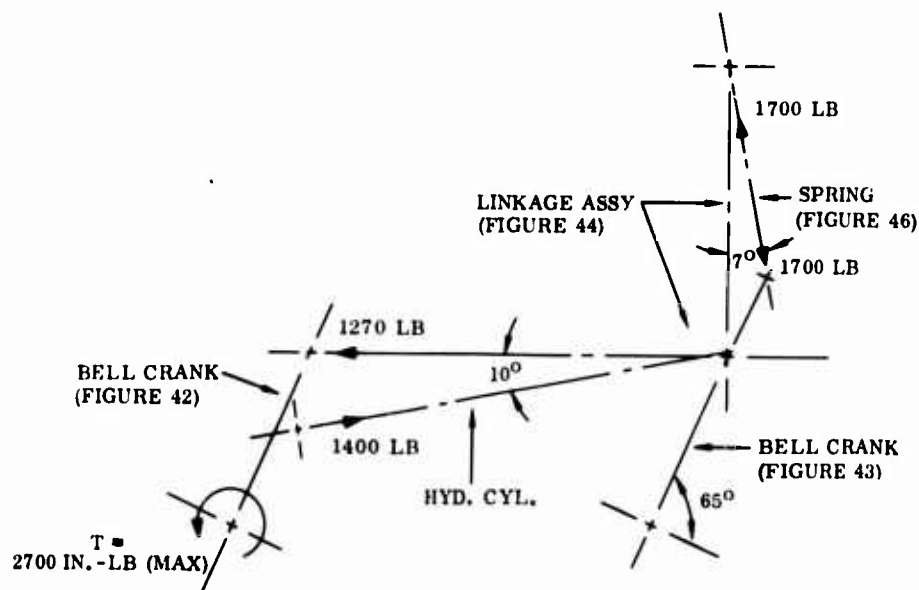 1700 LB
LINKAGE ASSY
(FIGURE 44)
SPRING
(FIGURE 46)
7°
1700 LB
1270 LB
BELL CRANK
(FIGURE 42)
10°
1400 LB
HYD. CYL.
BELL CRANK
(FIGURE 43)
65°
T =
2700 IN.-LB (MAX)